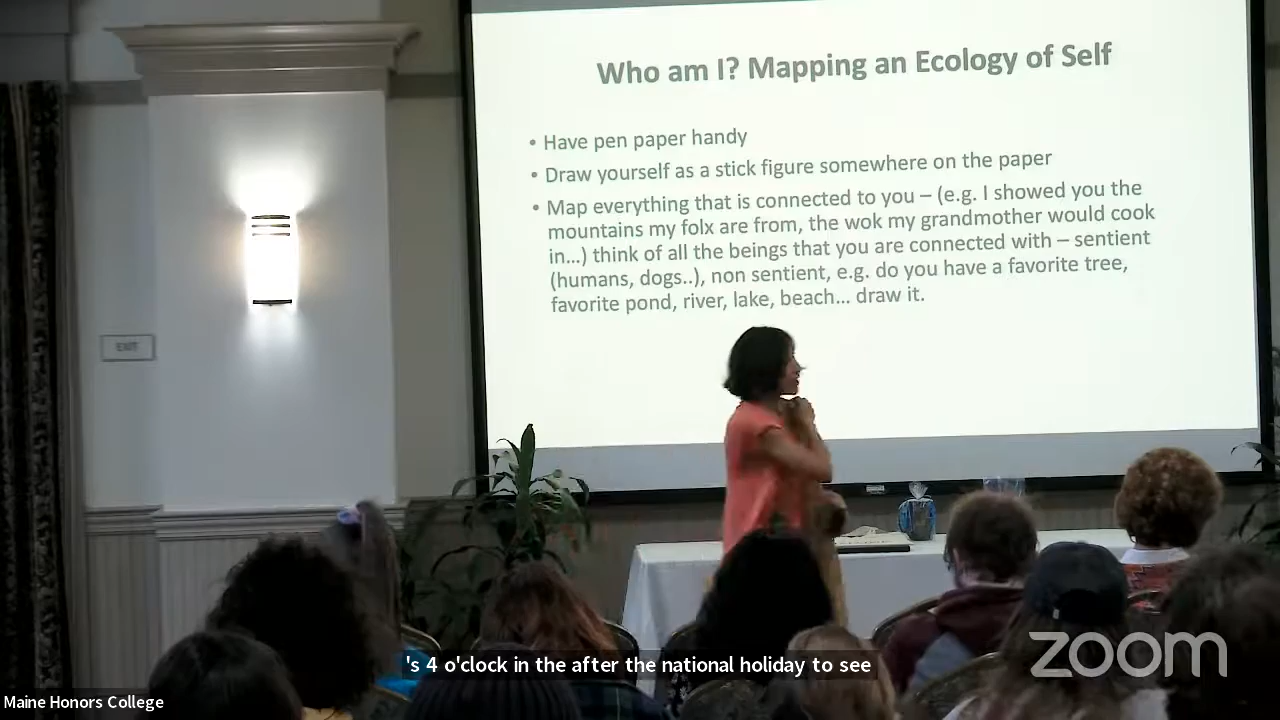 Who am I? Mapping an Ecology of Self
• Have pen paper handy
• Draw yourself as a stick figure somewhere on the paper
• Map everything that is connected to you – (e.g. I showed you the
mountains my folx are from, the wok my grandmother would cook
in...) think of all the beings that you are connected with – sentient
(humans, dogs..), non sentient, e.g. do you have a favorite tree,
favorite pond, river, lake, beach... draw it.
EXIT
's 4 o'clock in the after the national holiday to see
zoom
Maine Honors College